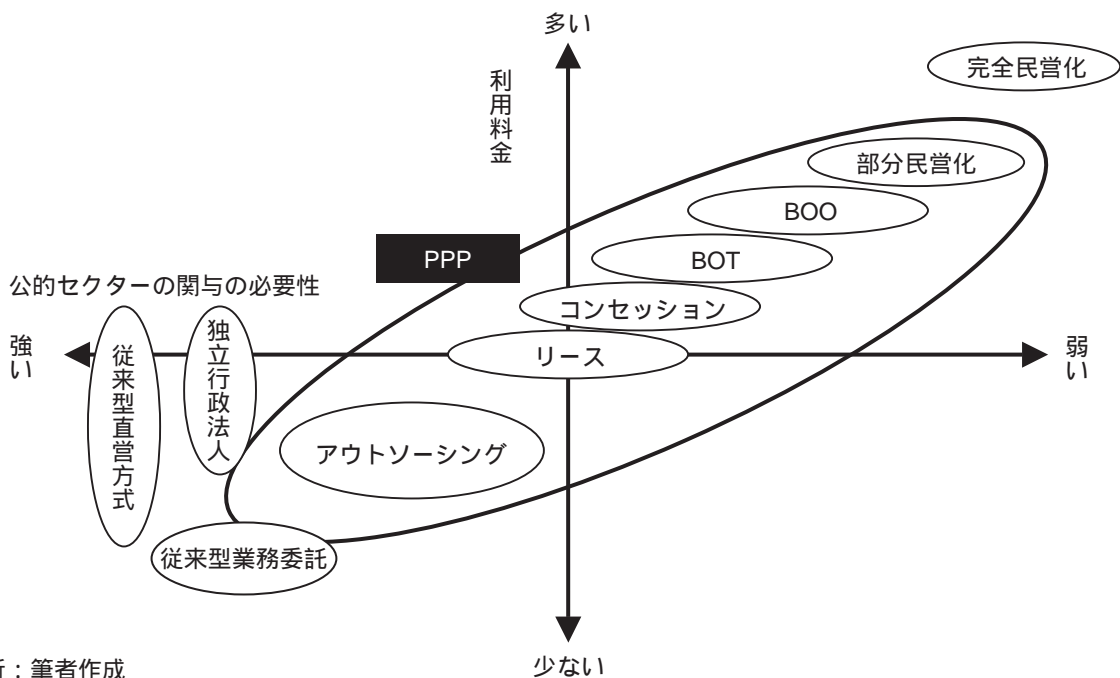 多い
利用料金
完全民営化
部分民営化
BOO
PPP
BOT
公的セクターの関与の必要性
コンセッション
強い
従来型直営方式
独立行政法人
リース
弱い
アウトソーシング
従来型業務委託
少ない
：筆者作成